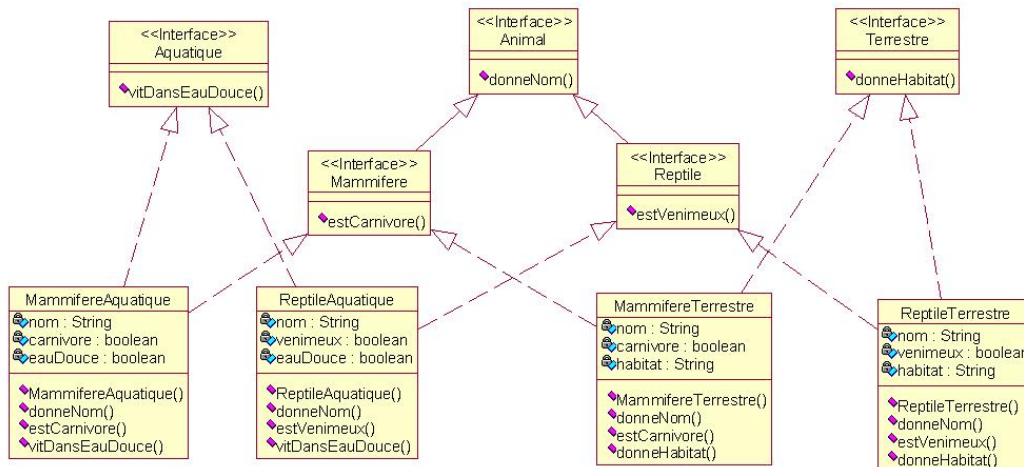 <<Interface>>
Aquatique
vitDansEauDouce()
<<Interface>>
Animal
donneNom()
<<Interface>>
Terrestre
donneHabitat()
<<Interface>>
Mammifere
estCarnivore()
<<Interface>>
Reptile
estVenimeux()
MammifereAquatique
nom : String
carnivore : boolean
eauDouce : boolean
MammifereAquatique()
donneNom()
estCarnivore()
vitDansEauDouce()
ReptileAquatique
nom : String
venimeux : boolean
eauDouce : boolean
ReptileAquatique()
donneNom()
estVenimeux()
vitDansEauDouce()
MammifereTerrestre
nom : String
carnivore : boolean
habitat : String
MammifereTerrestre()
donneNom()
estCarnivore()
donneHabitat()
ReptileTerrestre
nom : String
venimeux : boolean
habitat : String
ReptileTerrestre()
donneNom()
estVenimeux()
donneHabitat()